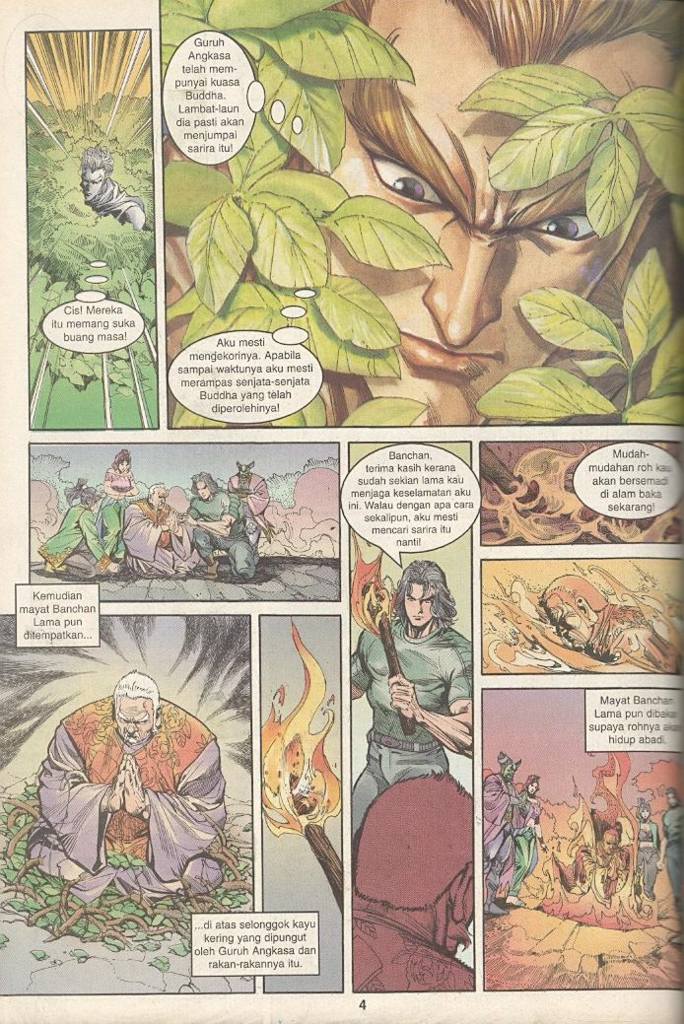 Cis! Mereka
itu memang suka
buang masa!
Guruh
Angkasa
telah mem-
punyai kuasa
Buddha.
Lambat-laun
dia pasti akan
menjumpai
sarira itu!
Aku mesti
mengekorinya. Apabila
sampai waktunya aku mesti
merampas senjata-senjata
Buddha yang telah
diperolehinya!
Kemudian
mayat Banchan
Lama pun
ditempatkan...
...di atas selonggok kayu
kering yang dipungut
oleh Guruh Angkasa dan
rakan-rakannya itu.
Banchan,
terima kasih kerana
sudah sekian lama kau
menjaga keselamatan aku
ini. Walau dengan apa cara
sekalipun, aku mesti
mencari sarira itu
nanti!
Mudah-
mudahan roh kau
akan bersemadi
di alam baka
sekarang!
Mayat Banchan
Lama pun dibakar
supaya rohnya akan
hidup abadi.
4